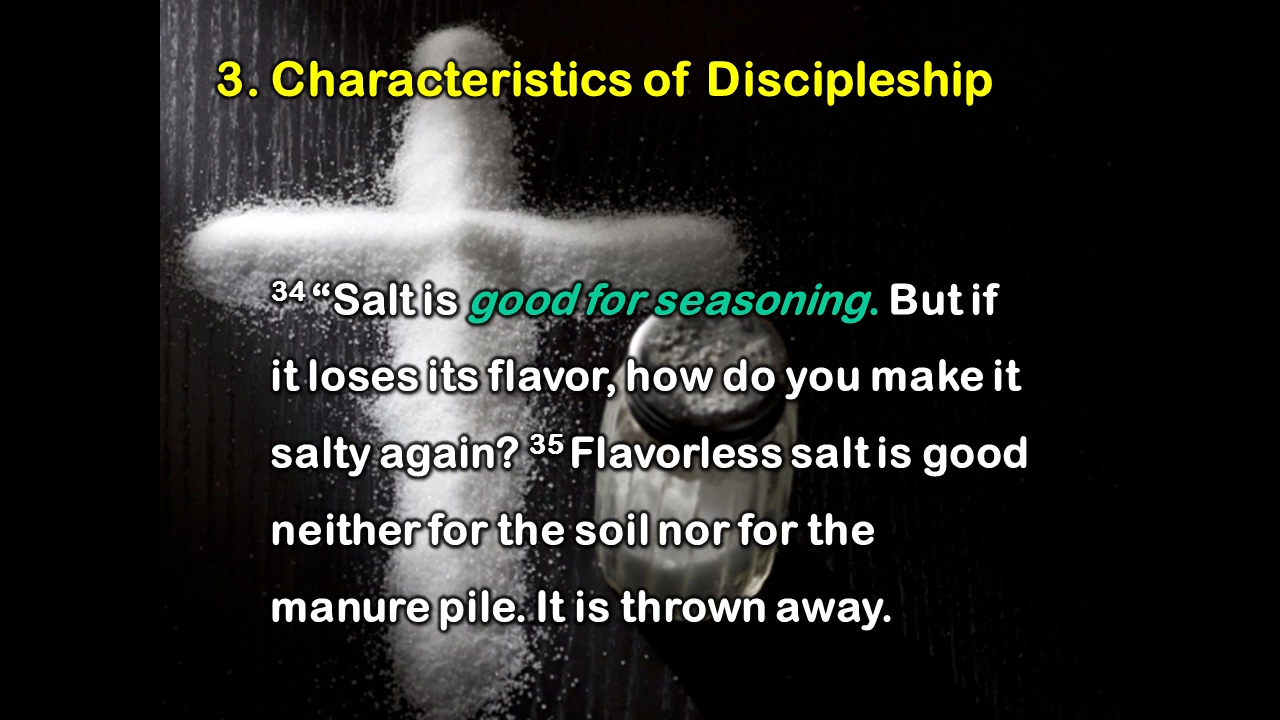 3. Characteristics of Discipleship
34 “Salt is good for seasoning. But if
it loses its flavor, how do you make it
salty again? 35 Flavorless salt is good
neither for the soil nor for the
manure pile. It is thrown away.